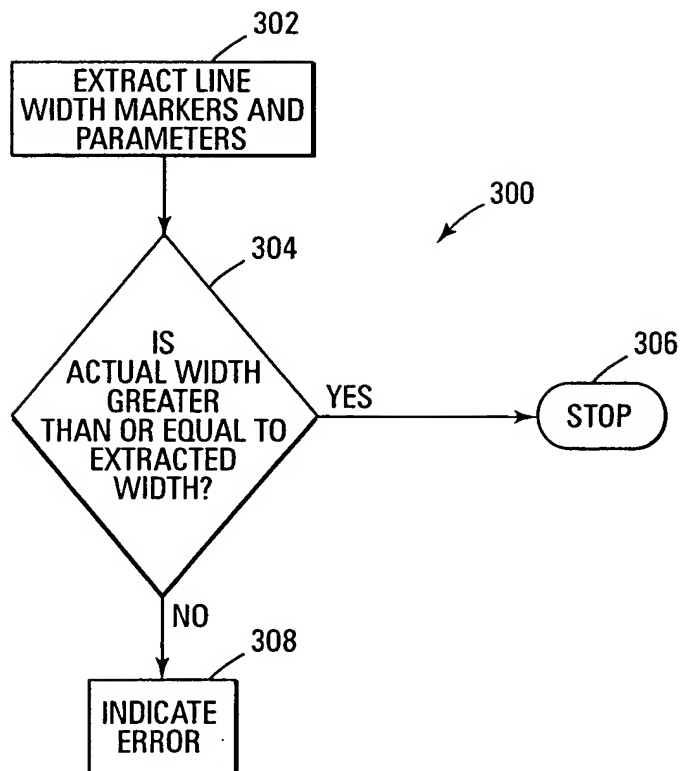 302
EXTRACT LINE
WIDTH MARKERS AND
PARAMETERS
300
304
IS
ACTUAL WIDTH
GREATER
THAN OR EQUAL TO
EXTRACTED
WIDTH?
YES
306
STOP
NO
308
INDICATE
ERROR